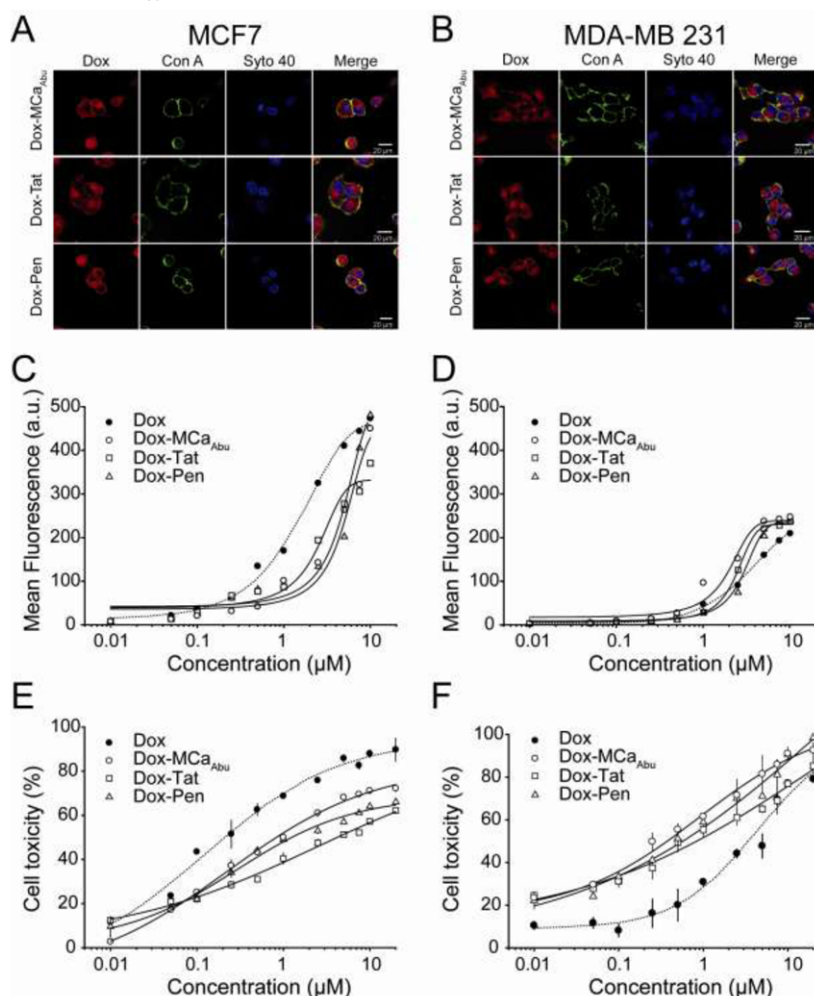 A MCF7
Dox Con A Syto 40 Merge
Dox-MCaAbu
20 µm
Dox-Tat
20 µm
Dox-Pen
20 µm
B MDA-MB 231
Dox Con A Syto 40 Merge
Dox-MCaAbu
20 µm
Dox-Tat
20 µm
Dox-Pen
20 µm
C
Mean Fluorescence (a.u.)
500
400
300
200
100
0
Dox
Dox-MCaAbu
Dox-Tat
Dox-Pen
0.01 0.1 1 10
Concentration (µM)
D
Mean Fluorescence (a.u.)
500
400
300
200
100
0
Dox
Dox-MCaAbu
Dox-Tat
Dox-Pen
0.01 0.1 1 10
Concentration (µM)
E
Cell toxicity (%)
100
80
60
40
20
0
Dox
Dox-MCaAbu
Dox-Tat
Dox-Pen
0.01 0.1 1 10
Concentration (µM)
F
Cell toxicity (%)
100
80
60
40
20
0
Dox
Dox-MCaAbu
Dox-Tat
Dox-Pen
0.01 0.1 1 10
Concentration (µM)